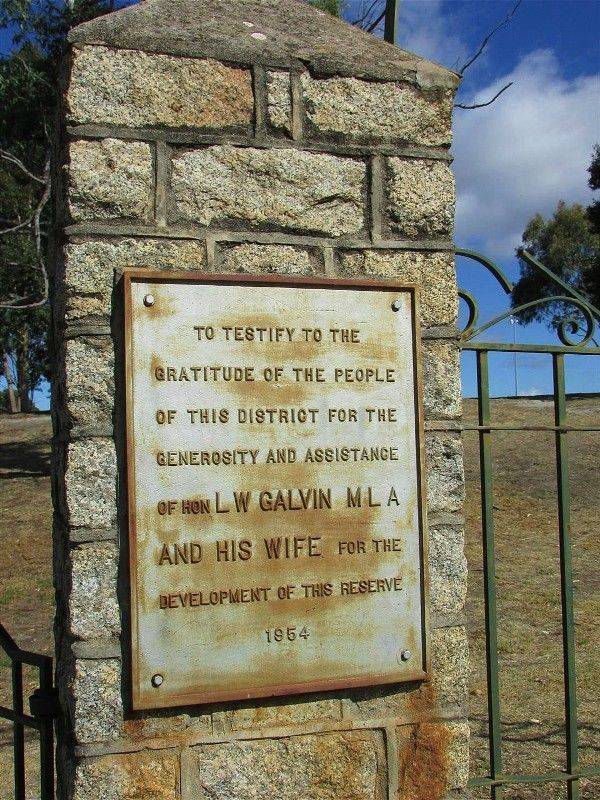 TO TESTIFY TO THE
GRATITUDE OF THE PEOPLE
OF THIS DISTRICT FOR THE
GENEROSITY AND ASSISTANCE
OF HON L W GALVIN M L A
AND HIS WIFE FOR THE
DEVELOPMENT OF THIS RESERVE
1954